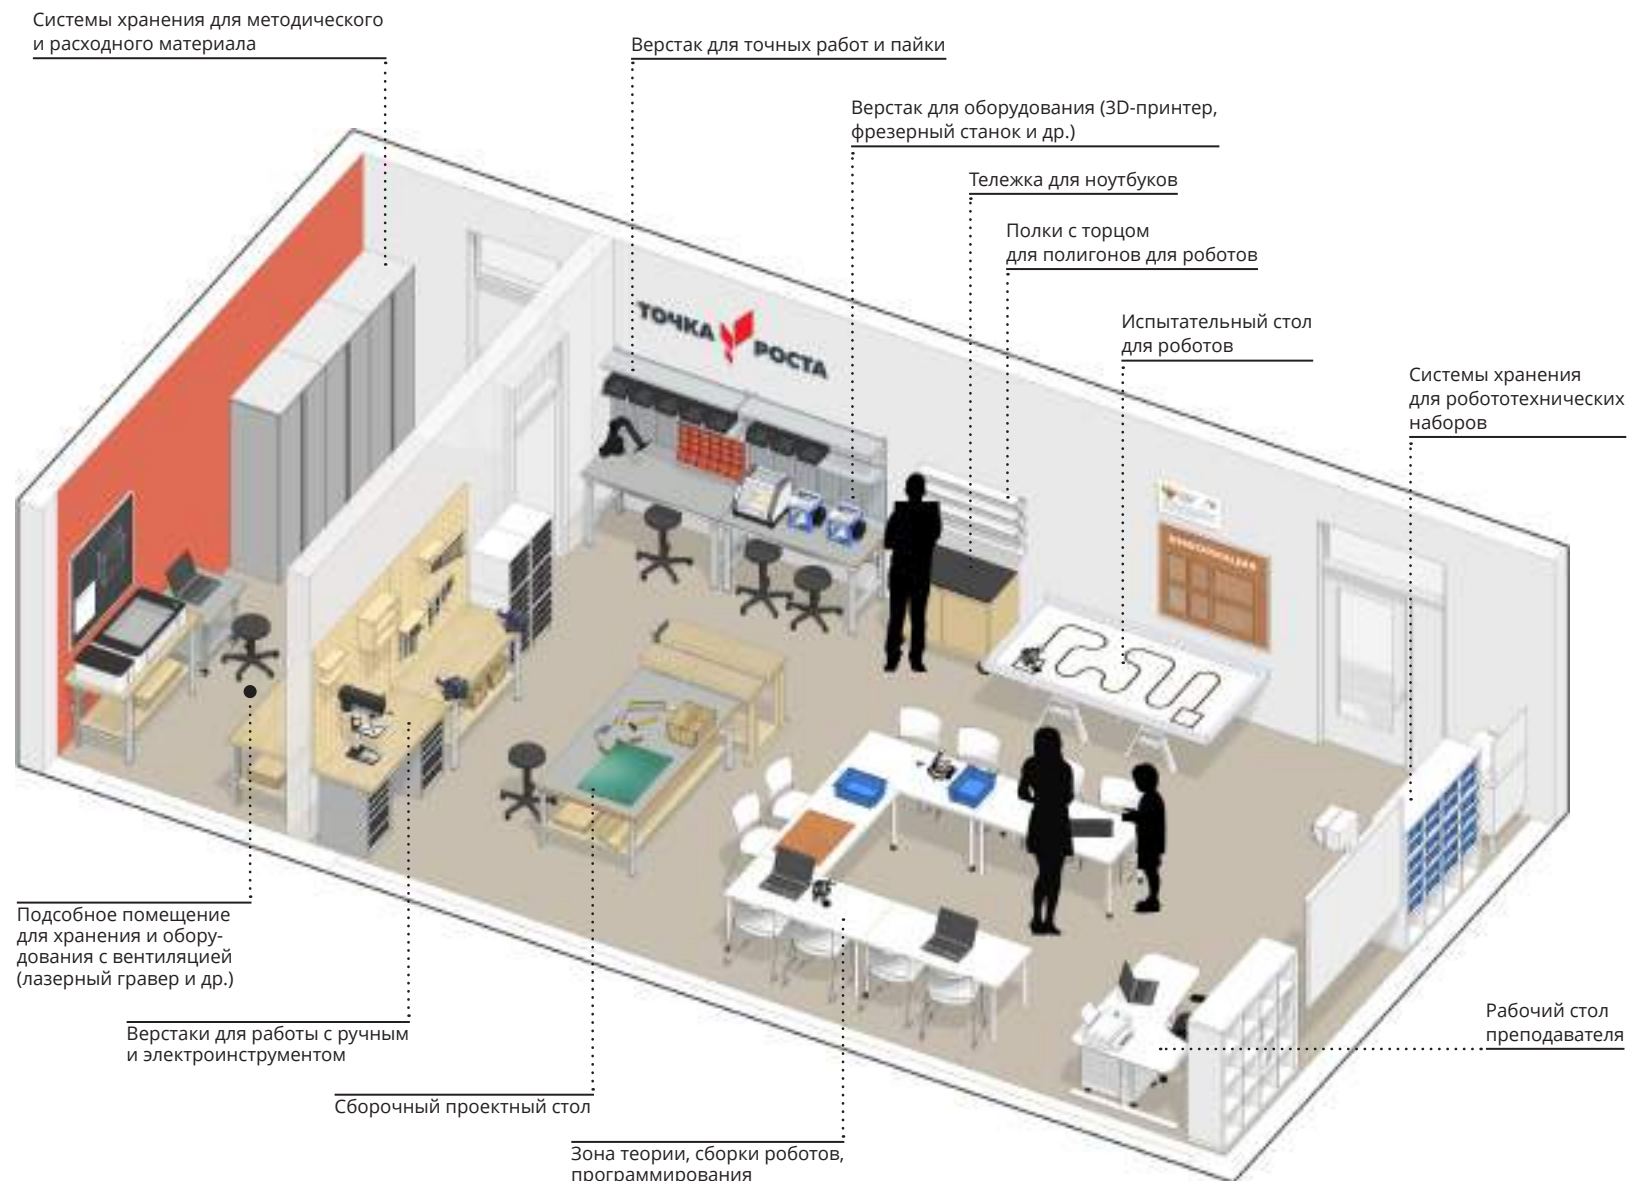 Системы хранения для методического
и расходного материала
Верстак для точных работ и пайки
Верстак для оборудования (3D-принтер,
фрезерный станок и др.)
Тележка для ноутбуков
Полки с торцом
для полигонов для роботов
Испытательный стол
для роботов
Системы хранения
для робототехнических
наборов
ТОЧКА
РОСТА
ИНФОРМАЦИЯ
Подсобное помещение
для хранения и обору-
дования с вентиляцией
(лазерный гравер и др.)
Верстаки для работы с ручным
и электроинструментом
Сборочный проектный стол
Зона теории, сборки роботов,
программирования
Рабочий стол
преподавателя